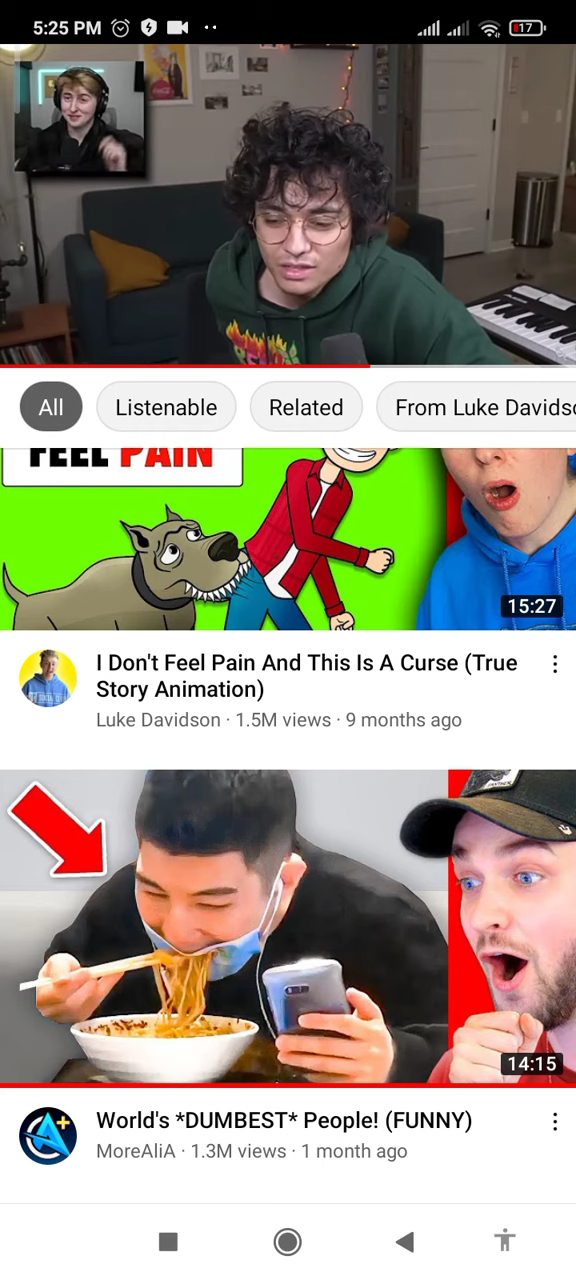 5:25 PM
17
All
Listenable
Related
From Luke Davidso
FEEL PAIN
15:27
I Don't Feel Pain And This Is A Curse (True
Story Animation)
Luke Davidson · 1.5M views · 9 months ago
14:15
World's *DUMBEST* People! (FUNNY)
MoreAliA · 1.3M views · 1 month ago